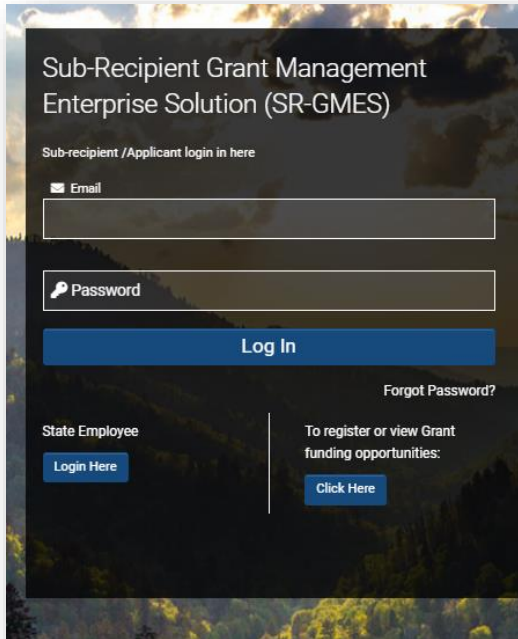 Sub-Recipient Grant Management
Enterprise Solution (SR-GMES)
Sub-recipient /Applicant login in here
Email
Password
Log In
Forgot Password?
State Employee
Login Here
To register or view Grant
funding opportunities:
Click Here